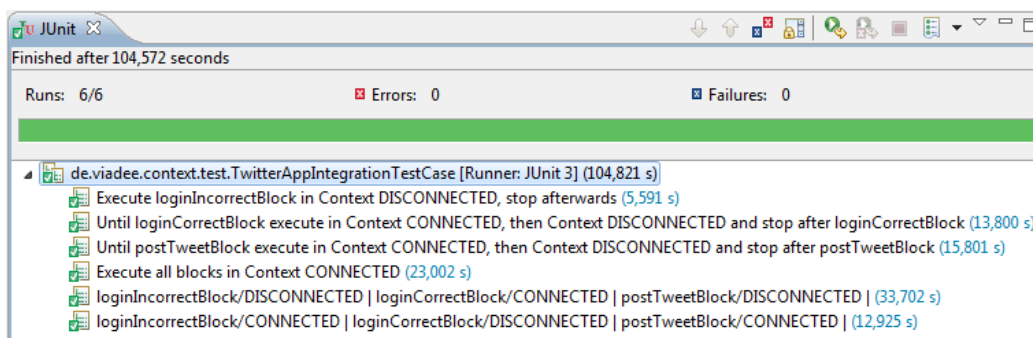 JUnit
Finished after 104,572 seconds
Runs: 6/6 Errors: 0 Failures: 0
de.viadee.context.test.TwitterAppIntegrationTestCase [Runner: JUnit 3] (104,821 s)
Execute loginIncorrectBlock in Context DISCONNECTED, stop afterwards (5,591 s)
Until loginCorrectBlock execute in Context CONNECTED, then Context DISCONNECTED and stop after loginCorrectBlock (13,800 s)
Until postTweetBlock execute in Context CONNECTED, then Context DISCONNECTED and stop after postTweetBlock (15,801 s)
Execute all blocks in Context CONNECTED (23,002 s)
loginIncorrectBlock/DISCONNECTED | loginCorrectBlock/CONNECTED | postTweetBlock/DISCONNECTED | (33,702 s)
loginIncorrectBlock/CONNECTED | loginCorrectBlock/DISCONNECTED | postTweetBlock/CONNECTED | (12,925 s)